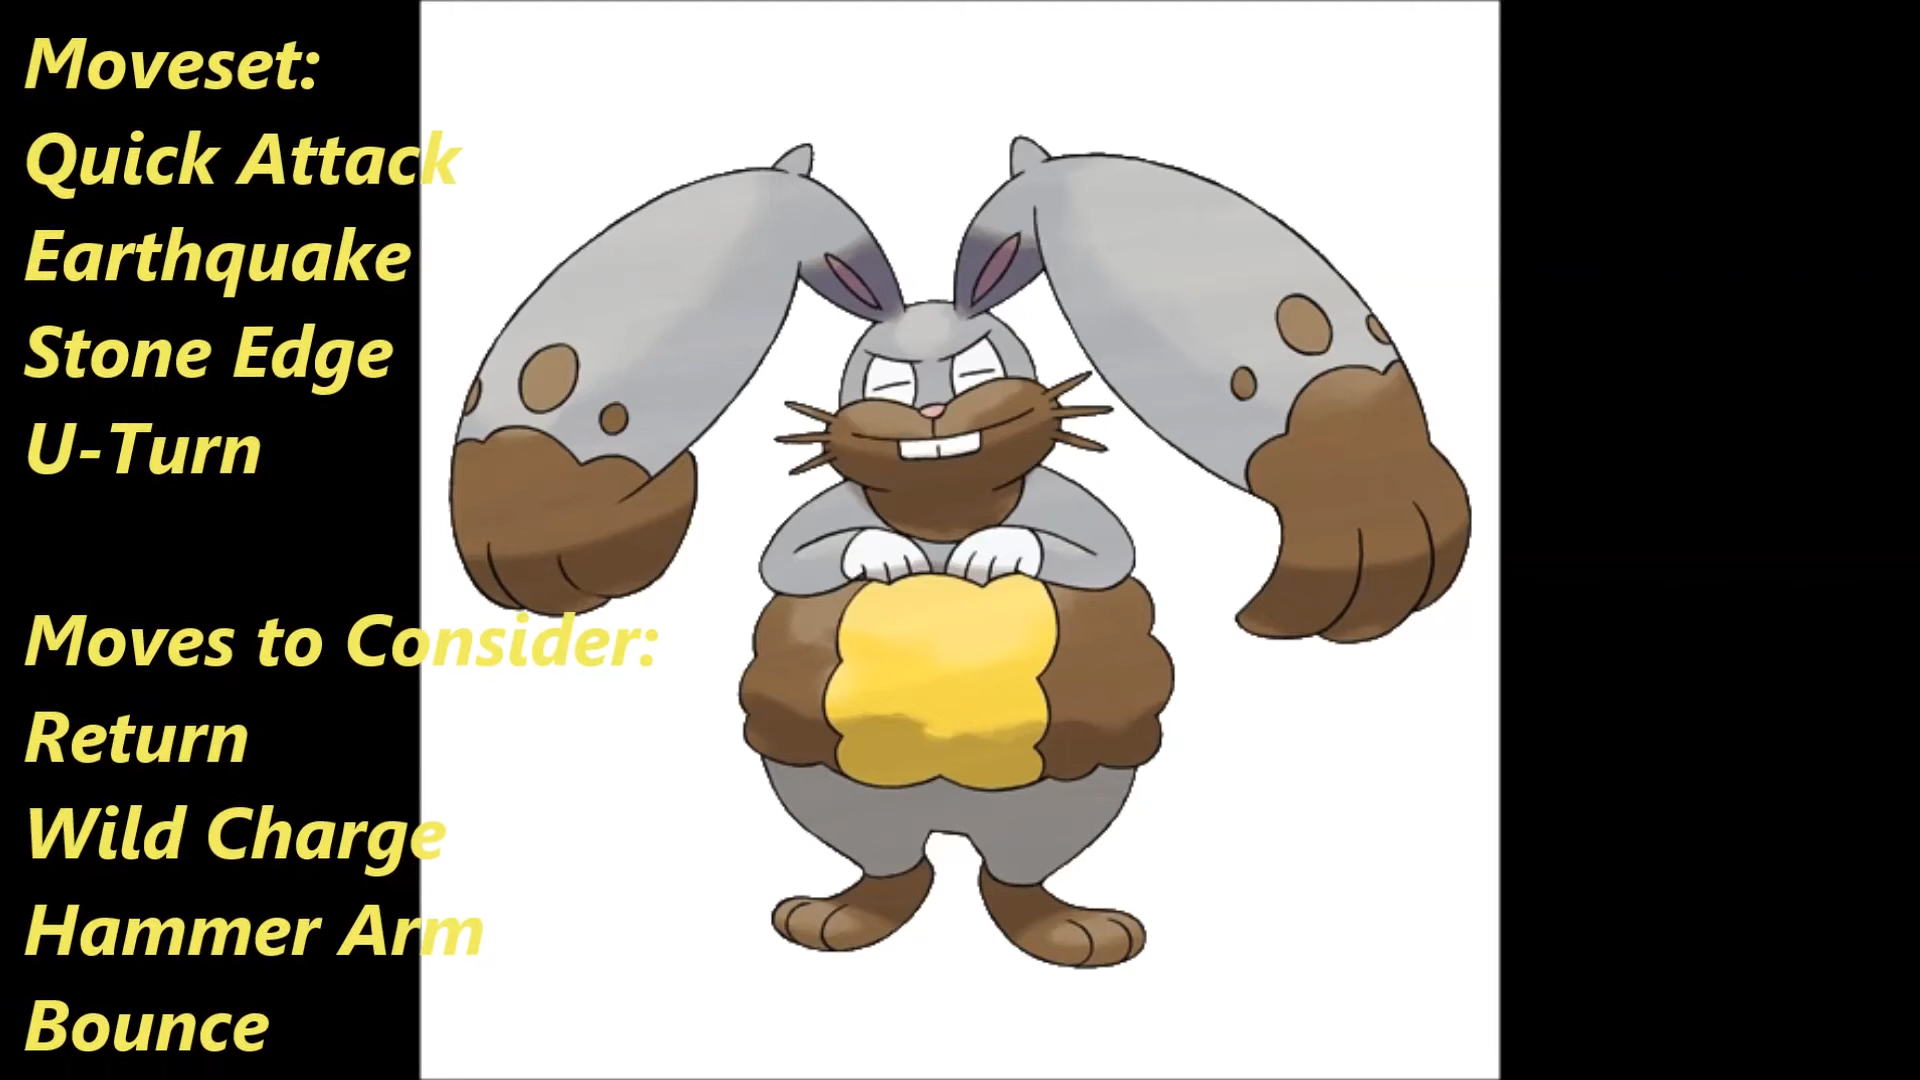 Moveset:
Quick Attack
Earthquake
Stone Edge
U-Turn
Moves to Consider:
Return
Wild Charge
Hammer Arm
Bounce